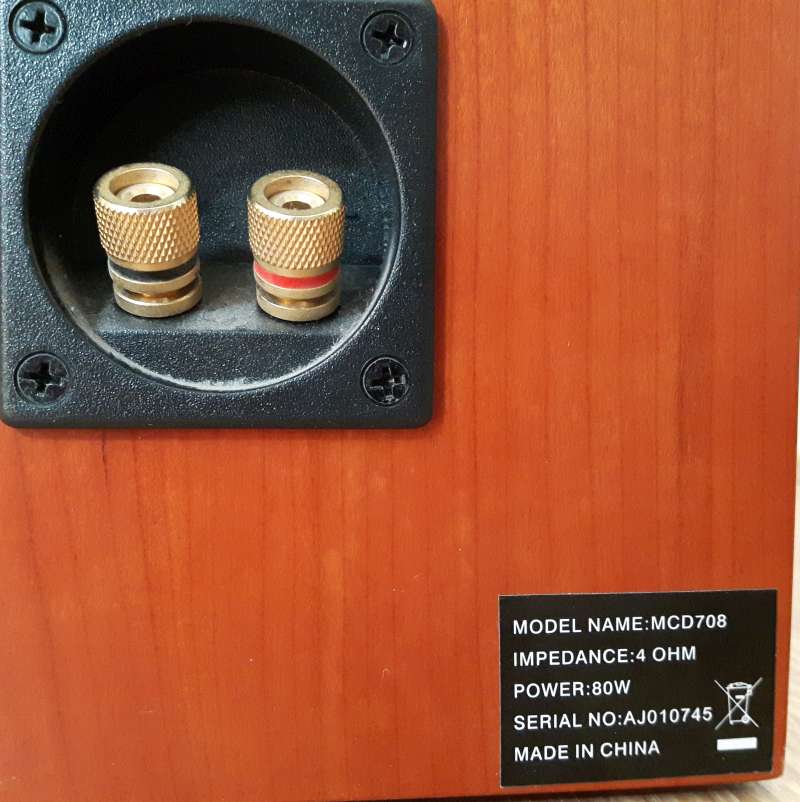 MODEL NAME:MCD708
IMPEDANCE:4 OHM
POWER:80W
SERIAL NO:AJ010745
MADE IN CHINA